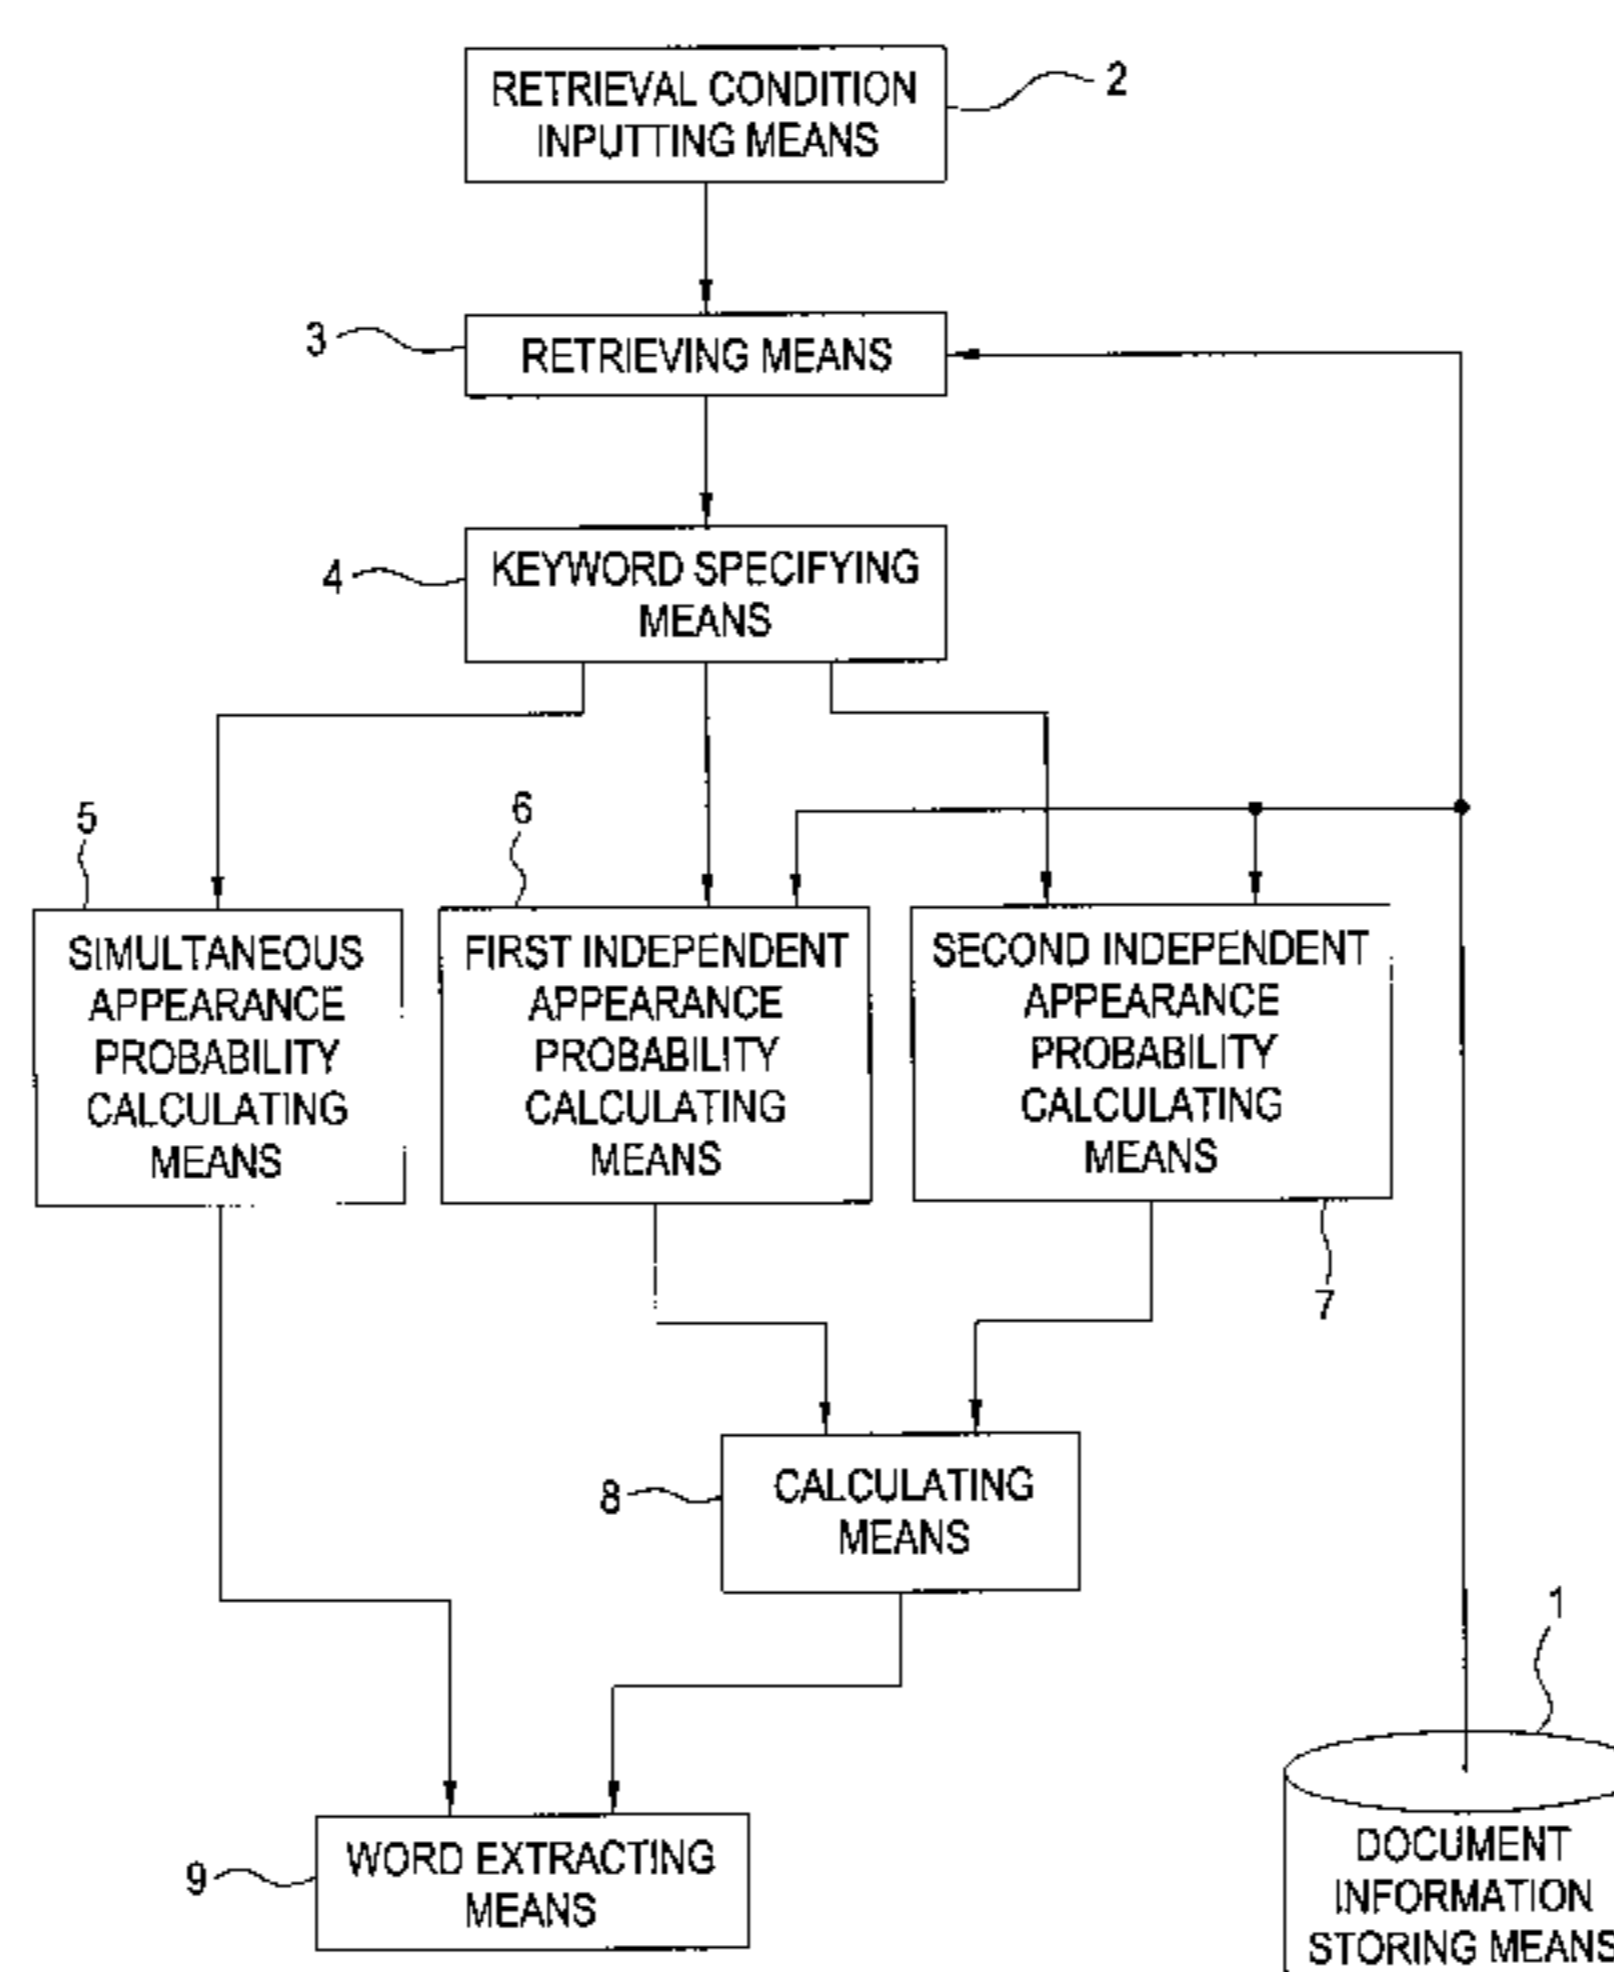 RETRIEVAL CONDITION
INPUTTING MEANS
2
3
RETRIEVING MEANS
4
KEYWORD SPECIFYING
MEANS
5
SIMULTANEOUS
APPEARANCE
PROBABILITY
CALCULATING
MEANS
6
FIRST INDEPENDENT
APPEARANCE
PROBABILITY
CALCULATING
MEANS
SECOND INDEPENDENT
APPEARANCE
PROBABILITY
CALCULATING
MEANS
7
8
CALCULATING
MEANS
9
WORD EXTRACTING
MEANS
1
DOCUMENT
INFORMATION
STORING MEANS